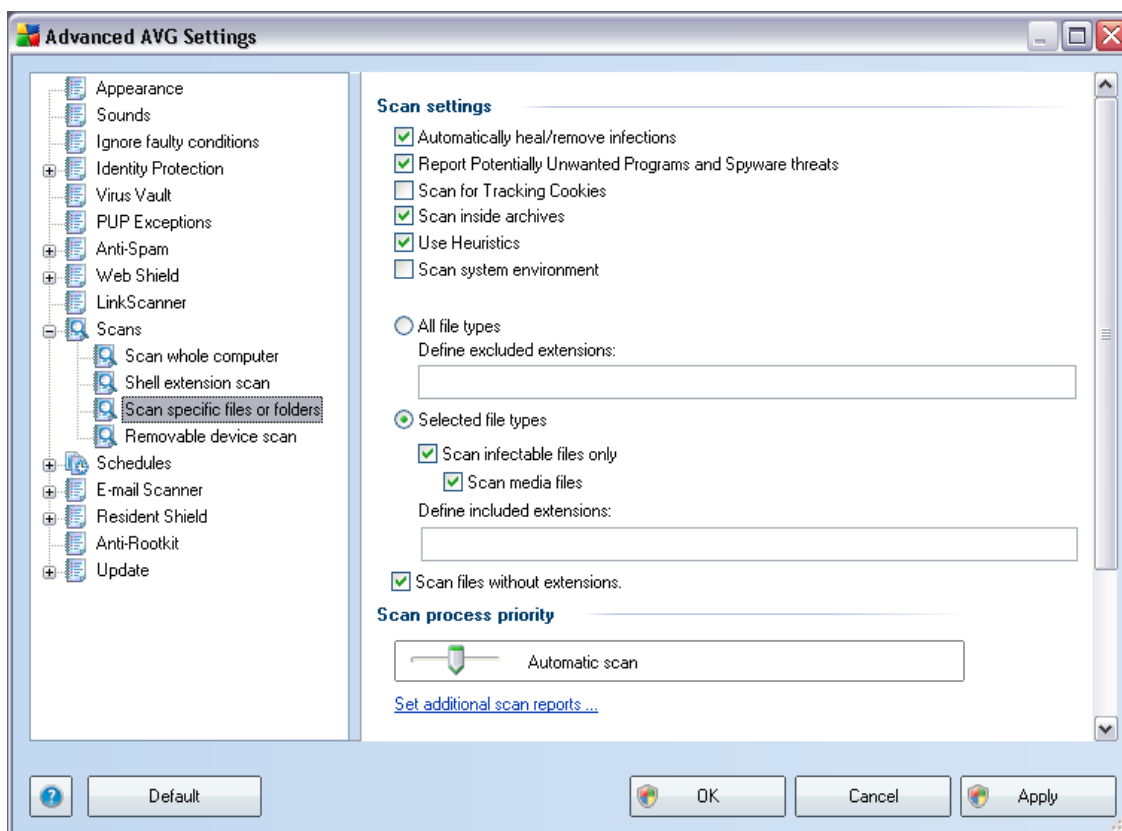 Advanced AVG Settings
Appearance
Sounds
Ignore faulty conditions
Identity Protection
Virus Vault
PUP Exceptions
Anti-Spam
Web Shield
LinkScanner
Scans
Scan whole computer
Shell extension scan
Scan specific files or folders
Removable device scan
Schedules
E-mail Scanner
Resident Shield
Anti-Rootkit
Update
Scan settings
Automatically heal/remove infections
Report Potentially Unwanted Programs and Spyware threats
Scan for Tracking Cookies
Scan inside archives
Use Heuristics
Scan system environment
All file types
Define excluded extensions:
Selected file types
Scan infectable files only
Scan media files
Define included extensions:
Scan files without extensions.
Scan process priority
Automatic scan
Set additional scan reports ...
?
Default
OK
Cancel
Apply